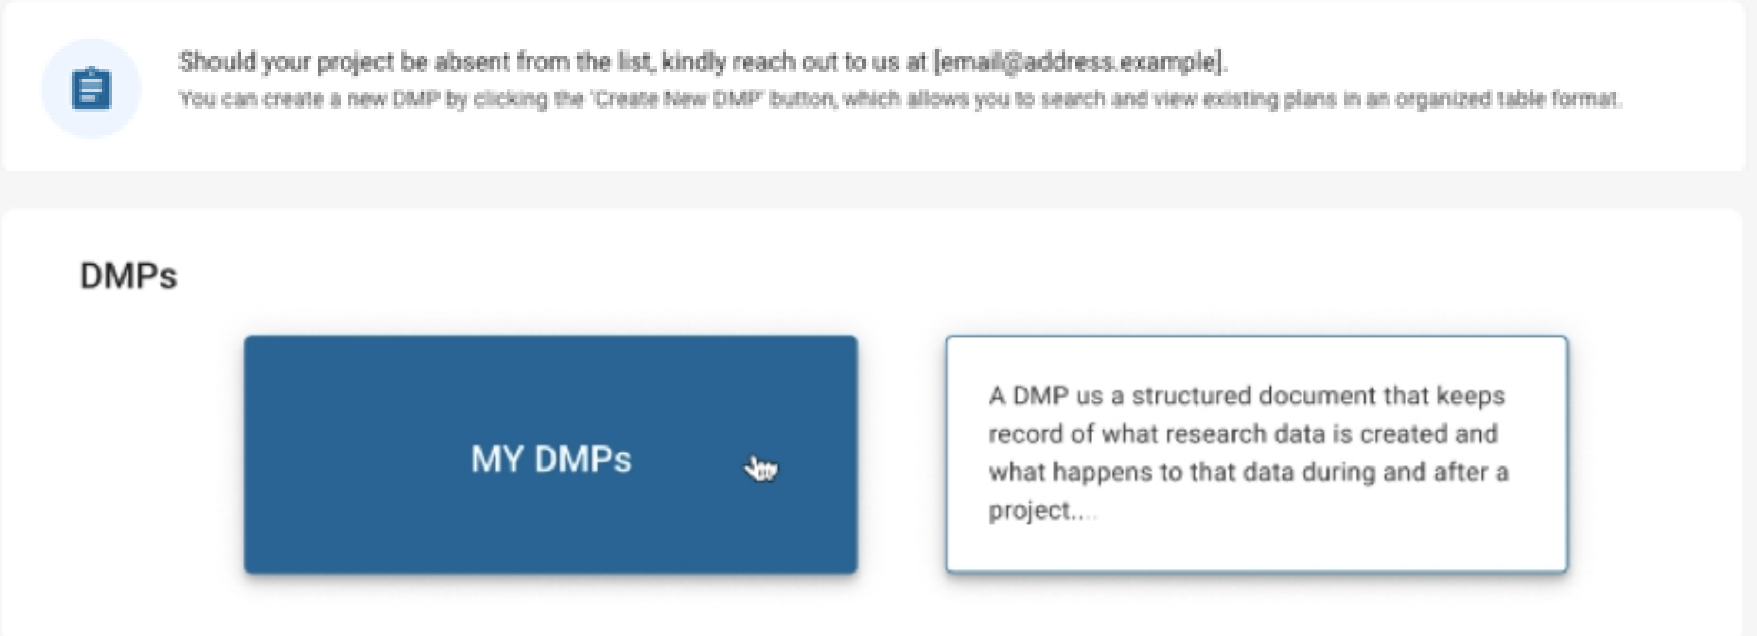 Should your project be absent from the list, kindly reach out to us at [email@address.example].
You can create a new DMP by clicking the 'Create New DMP' button, which allows you to search and view existing plans in an organized table format.
DMPs
MY DMPs
A DMP us a structured document that keeps
record of what research data is created and
what happens to that data during and after a
project....